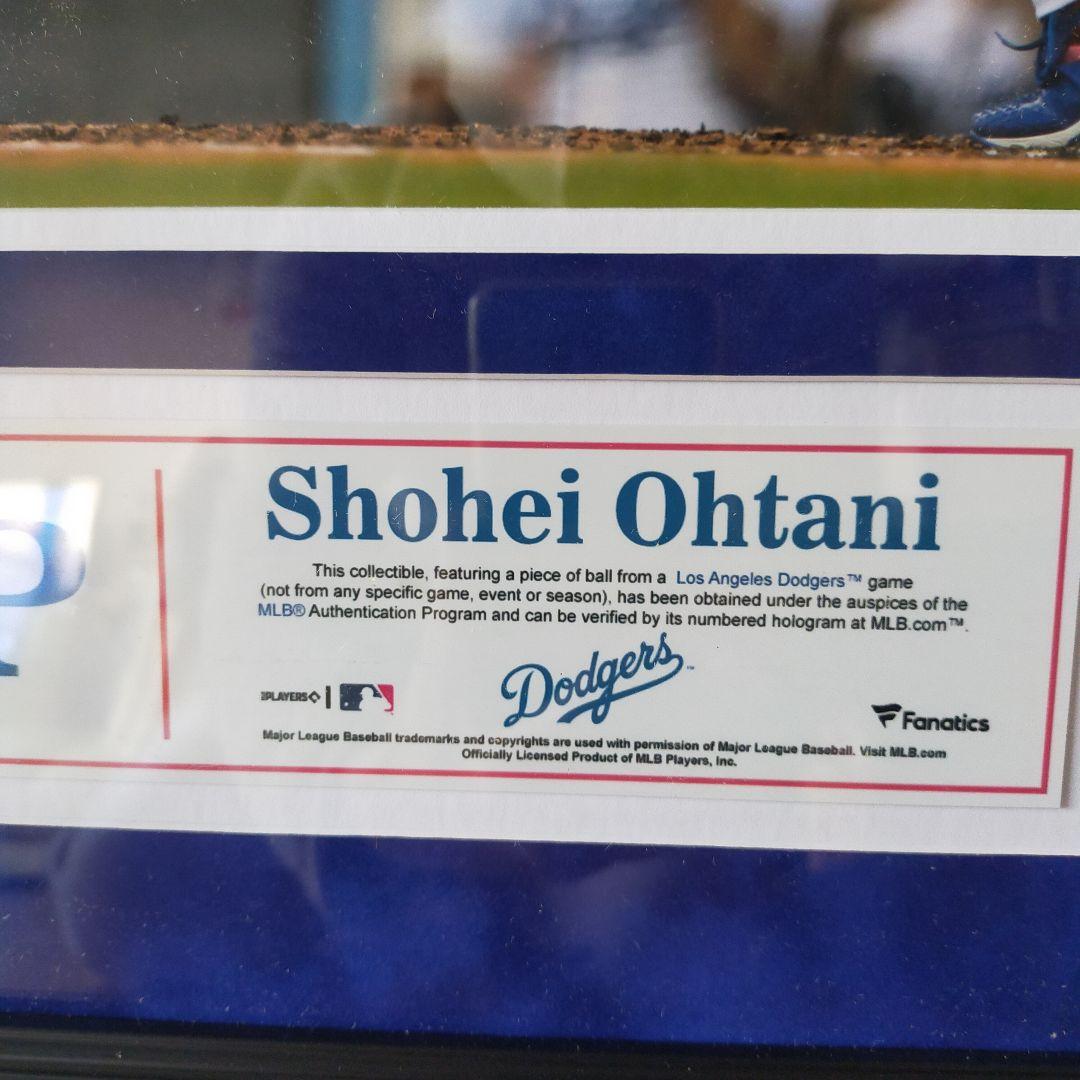 Shohei Ohtani
This collectible, featuring a piece of ball from a Los Angeles Dodgers™ game
(not from any specific game, event or season), has been obtained under the auspices of the
MLB® Authentication Program and can be verified by its numbered hologram at MLB.com™.
Dodgers™
PLAYERS
Fanatics
Major League Baseball trademarks and copyrights are used with permission of Major League Baseball. Visit MLB.com
Officially Licensed Product of MLB Players, Inc.